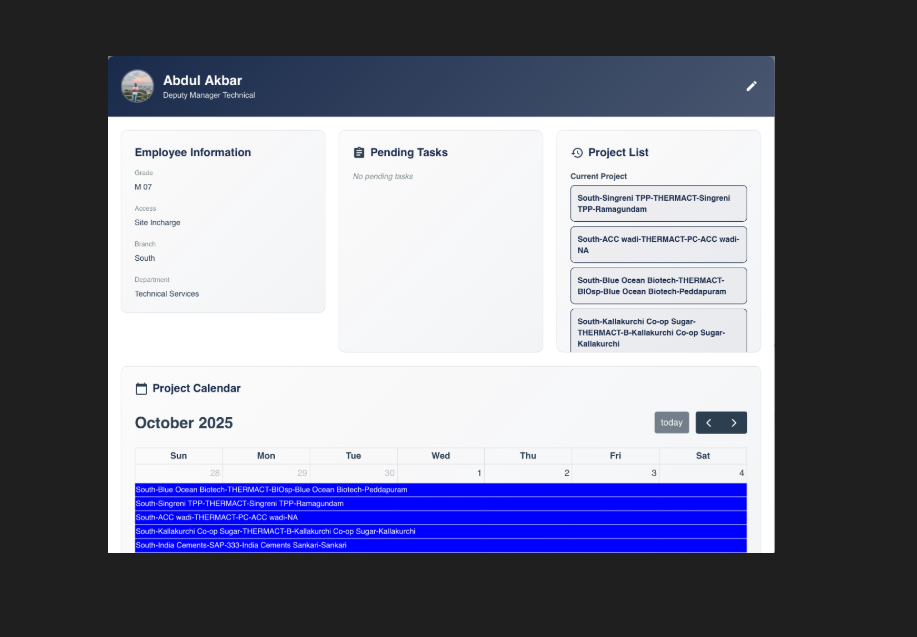 Abdul Akbar
Deputy Manager Technical
Employee Information
Grade
M 07
Access
Site Incharge
Branch
South
Department
Technical Services
Pending Tasks
No pending tasks
Project List
Current Project
South-Singreni TPP-THERMACT-Singreni
TPP-Ramagundam
South-ACC wadi-THERMACT-PC-ACC wadi-
NA
South-Blue Ocean Biotech-THERMACT-
BIOsp-Blue Ocean Biotech-Peddapuram
South-Kallakurchi Co-op Sugar-
THERMACT-B-Kallakurchi Co-op Sugar-
Kallakurchi
Project Calendar
October 2025
today
Sun Mon Tue Wed Thu Fri Sat
28 29 30 1 2 3 4
South-Blue Ocean Biotech-THERMACT-BIOsp-Blue Ocean Biotech-Peddapuram
South-Singreni TPP-THERMACT-Singreni TPP-Ramagundam
South-ACC wadi-THERMACT-PC-ACC wadi-NA
South-Kallakurchi Co-op Sugar-THERMACT-B-Kallakurchi Co-op Sugar-Kallakurchi
South-India Cements-SAP-333-India Cements Sankari-Sankari